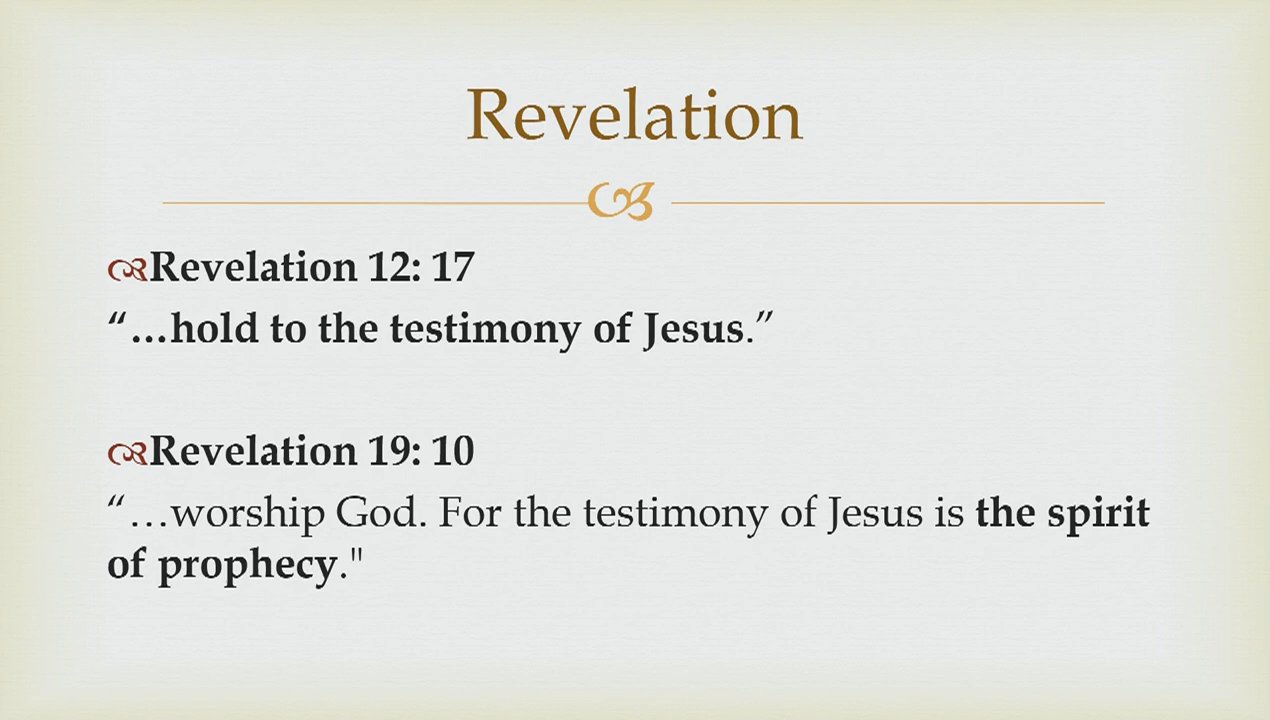 Revelation
Revelation 12: 17
“…hold to the testimony of Jesus.”
Revelation 19: 10
“…worship God. For the testimony of Jesus is the spirit
of prophecy."